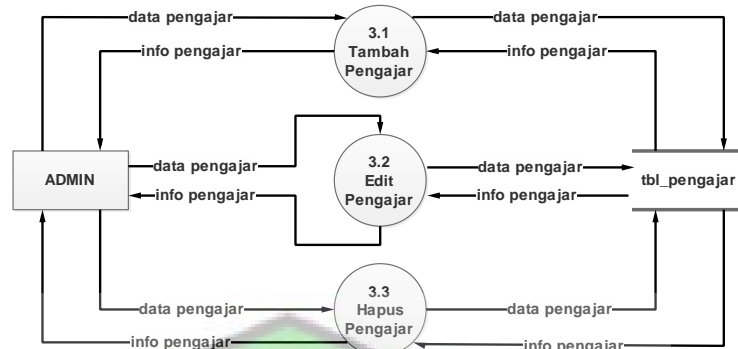 data pengajar
3.1
Tambah
Pengajar
data pengajar
info pengajar
info pengajar
ADMIN
data pengajar
info pengajar
3.2
Edit
Pengajar
data pengajar
info pengajar
tbl_pengajar
data pengajar
3.3
Hapus
Pengajar
data pengajar
info pengajar
info pengajar